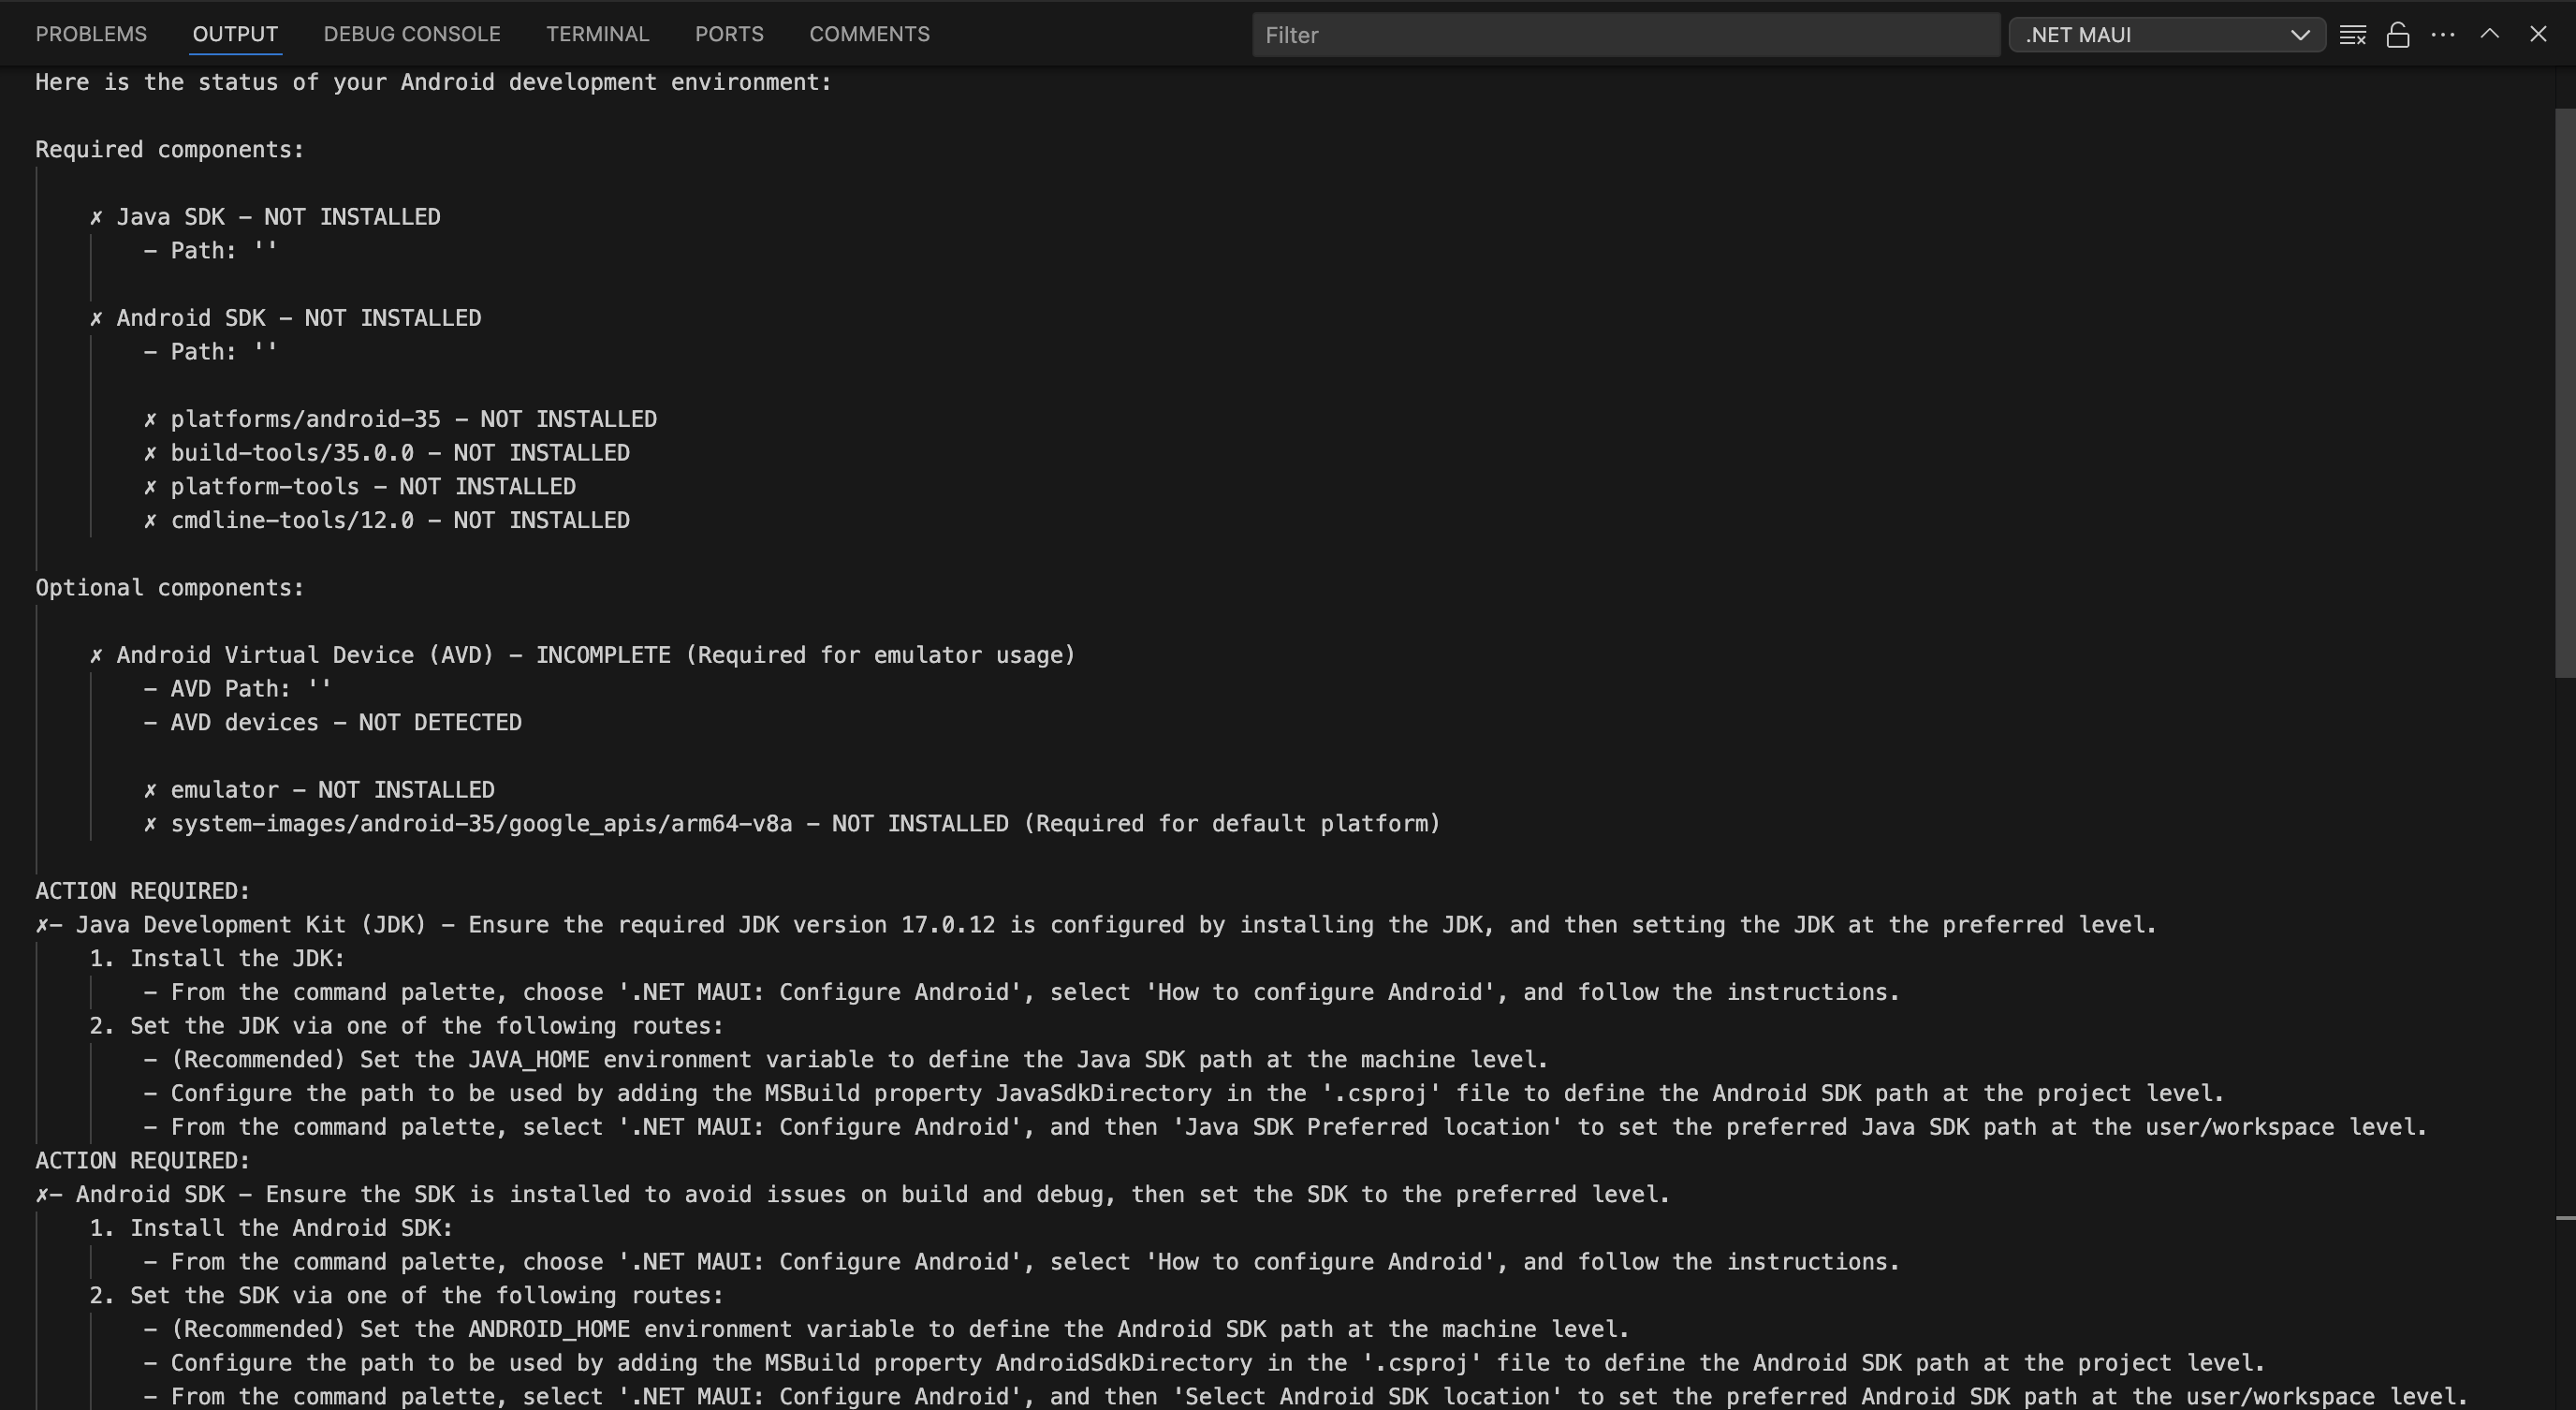 PROBLEMS OUTPUT DEBUG CONSOLE TERMINAL PORTS COMMENTS Filter .NET MAUI
Here is the status of your Android development environment:
Required components:
✗ Java SDK – NOT INSTALLED
– Path: ''
✗ Android SDK – NOT INSTALLED
– Path: ''
✗ platforms/android-35 – NOT INSTALLED
✗ build-tools/35.0.0 – NOT INSTALLED
✗ platform-tools – NOT INSTALLED
✗ cmdline-tools/12.0 – NOT INSTALLED
Optional components:
✗ Android Virtual Device (AVD) – INCOMPLETE (Required for emulator usage)
– AVD Path: ''
– AVD devices – NOT DETECTED
✗ emulator – NOT INSTALLED
✗ system-images/android-35/google_apis/arm64-v8a – NOT INSTALLED (Required for default platform)
ACTION REQUIRED:
✗– Java Development Kit (JDK) – Ensure the required JDK version 17.0.12 is configured by installing the JDK, and then setting the JDK at the preferred level.
1. Install the JDK:
– From the command palette, choose '.NET MAUI: Configure Android', select 'How to configure Android', and follow the instructions.
2. Set the JDK via one of the following routes:
– (Recommended) Set the JAVA_HOME environment variable to define the Java SDK path at the machine level.
– Configure the path to be used by adding the MSBuild property JavaSdkDirectory in the '.csproj' file to define the Android SDK path at the project level.
– From the command palette, select '.NET MAUI: Configure Android', and then 'Java SDK Preferred location' to set the preferred Java SDK path at the user/workspace level.
ACTION REQUIRED:
✗– Android SDK – Ensure the SDK is installed to avoid issues on build and debug, then set the SDK to the preferred level.
1. Install the Android SDK:
– From the command palette, choose '.NET MAUI: Configure Android', select 'How to configure Android', and follow the instructions.
2. Set the SDK via one of the following routes:
– (Recommended) Set the ANDROID_HOME environment variable to define the Android SDK path at the machine level.
– Configure the path to be used by adding the MSBuild property AndroidSdkDirectory in the '.csproj' file to define the Android SDK path at the project level.
– From the command palette, select '.NET MAUI: Configure Android', and then 'Select Android SDK location' to set the preferred Android SDK path at the user/workspace level.